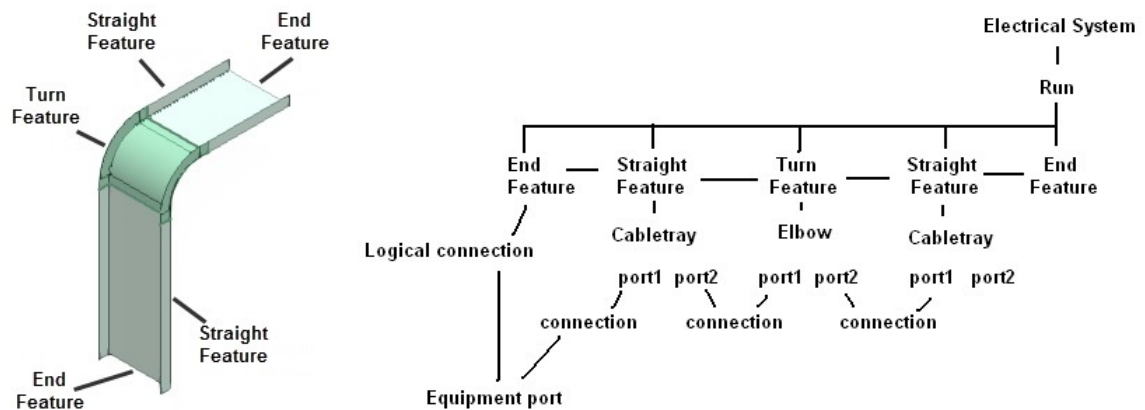 Straight
Feature
End
Feature
Turn
Feature
Straight
Feature
End
Feature
Electrical System
Run
End
Feature
Straight
Feature
Turn
Feature
Straight
Feature
End
Feature
Logical connection
Cabletray
Elbow
Cabletray
port1 port2 port1 port2 port1 port2
connection connection connection
Equipment port